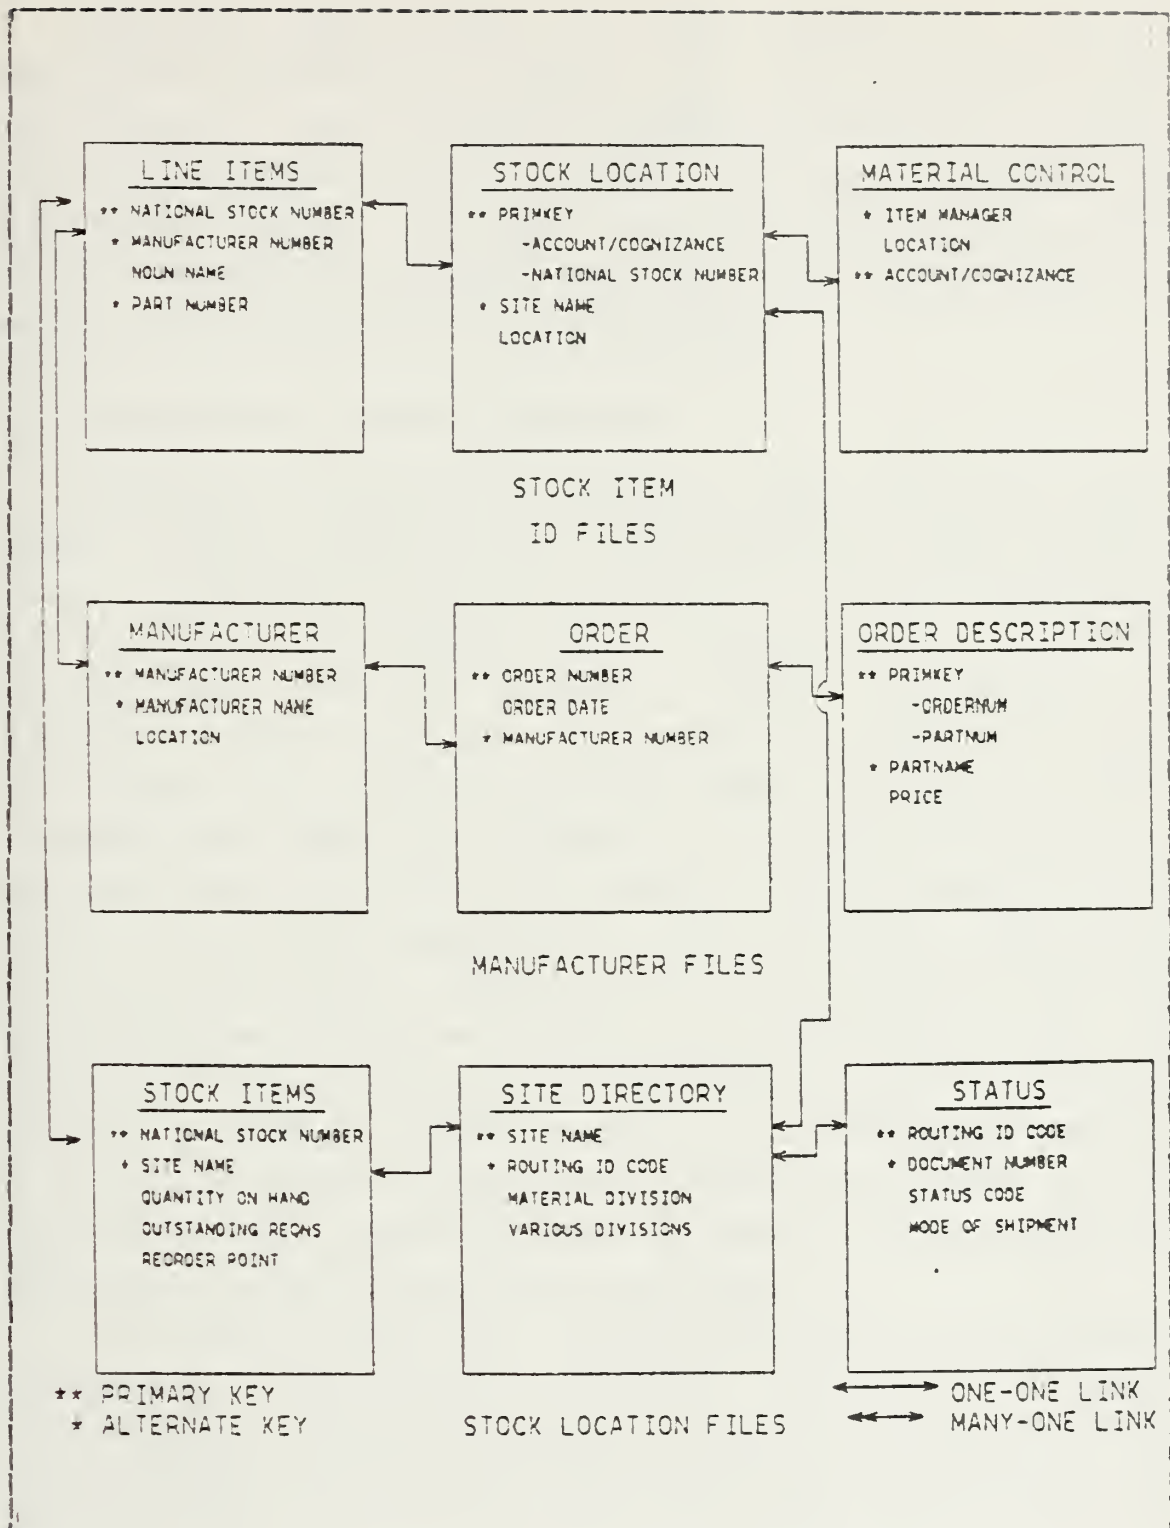 LINE ITEMS
** NATIONAL STOCK NUMBER
* MANUFACTURER NUMBER
NOUN NAME
* PART NUMBER
STOCK LOCATION
** PRIMKEY
-ACCOUNT/COGNIZANCE
-NATIONAL STOCK NUMBER
* SITE NAME
LOCATION
MATERIAL CONTROL
* ITEM MANAGER
LOCATION
** ACCOUNT/COGNIZANCE
STOCK ITEM
ID FILES
MANUFACTURER
** MANUFACTURER NUMBER
* MANUFACTURER NAME
LOCATION
ORDER
** ORDER NUMBER
ORDER DATE
* MANUFACTURER NUMBER
ORDER DESCRIPTION
** PRIMKEY
-ORDERNUM
-PARTNUM
* PARTNAME
PRICE
MANUFACTURER FILES
STOCK ITEMS
** NATIONAL STOCK NUMBER
* SITE NAME
QUANTITY ON HAND
OUTSTANDING REQNS
REORDER POINT
SITE DIRECTORY
** SITE NAME
* ROUTING ID CODE
MATERIAL DIVISION
VARIOUS DIVISIONS
STATUS
** ROUTING ID CODE
* DOCUMENT NUMBER
STATUS CODE
MODE OF SHIPMENT
** PRIMARY KEY
* ALTERNATE KEY
STOCK LOCATION FILES
ONE-ONE LINK
MANY-ONE LINK